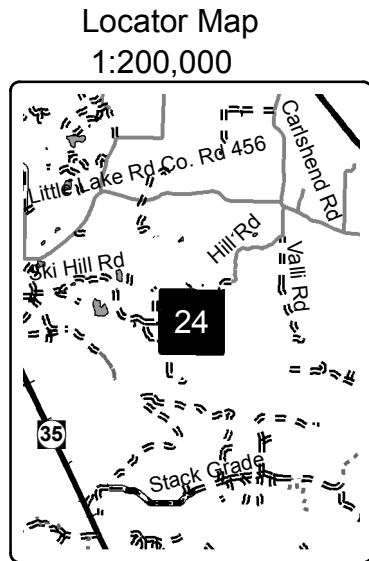 Locator Map
1:200,000
Carlshend Rd
Little Lake Rd Co. Rd 456
Hill Rd
Ski Hill Rd
Valli Rd
24
35
Stack Grade